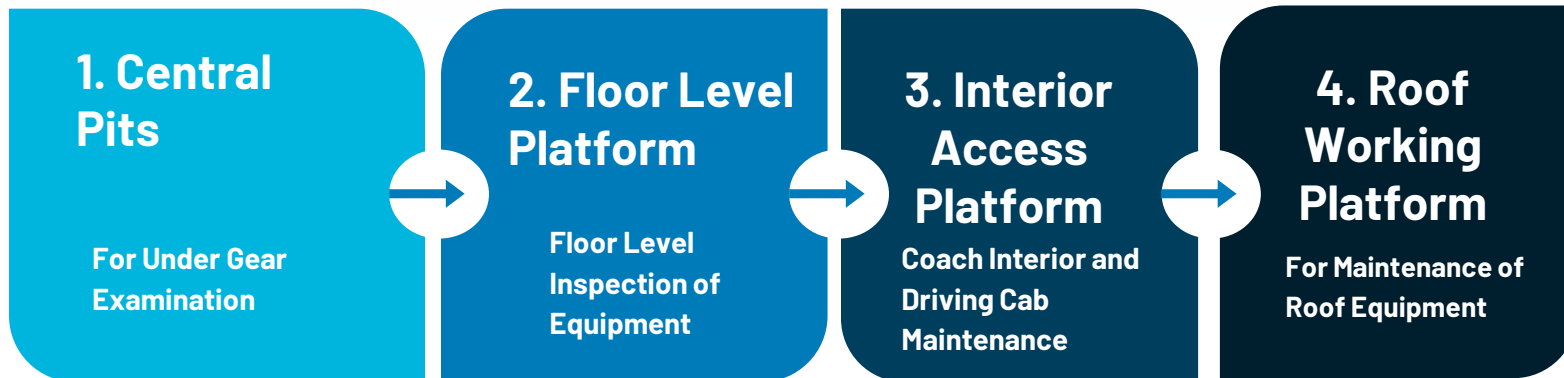 1. Central
Pits
For Under Gear
Examination
2. Floor Level
Platform
Floor Level
Inspection of
Equipment
3. Interior
Access
Platform
Coach Interior and
Driving Cab
Maintenance
4. Roof
Working
Platform
For Maintenance of
Roof Equipment